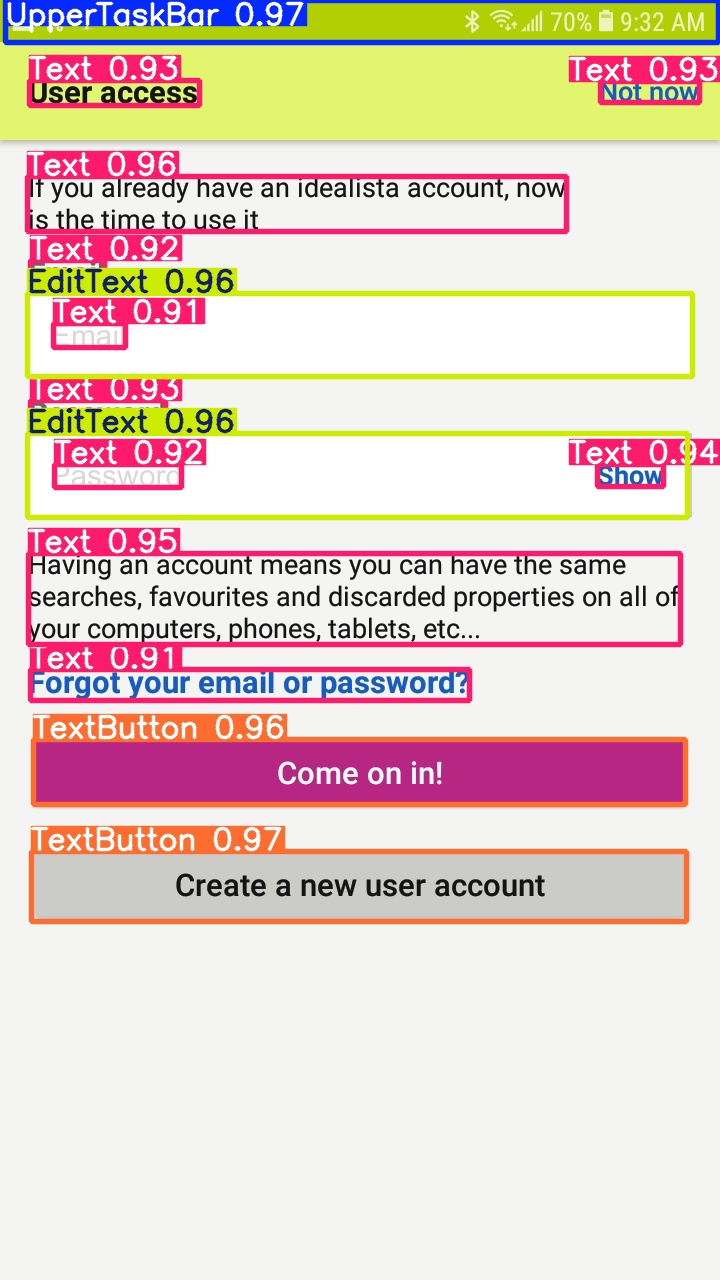 UpperTaskBar 0.97
70% 9:32 AM
Text 0.93
Text 0.93
User access
Not now
Text 0.96
If you already have an idealista account, now
is the time to use it
Text 0.92
EditText 0.96
Text 0.91
Email
Text 0.93
EditText 0.96
Text 0.92
Text 0.94
Password
Show
Text 0.95
Having an account means you can have the same
searches, favourites and discarded properties on all of
your computers, phones, tablets, etc...
Text 0.91
Forgot your email or password?
TextButton 0.96
Come on in!
TextButton 0.97
Create a new user account